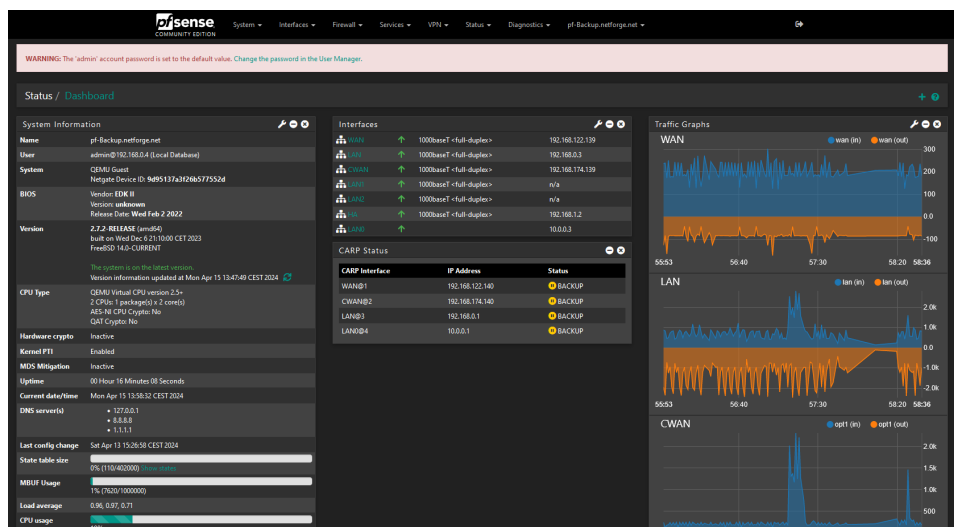 pfsense
COMMUNITY EDITION
System Interfaces Firewall Services VPN Status Diagnostics pf-Backup.netforge.net
WARNING: The 'admin' account password is set to the default value. Change the password in the User Manager.
Status / Dashboard
System Information
Name pf-Backup.netforge.net
User admin@192.168.0.4 (Local Database)
System QEMU Guest
Netgate Device ID: 9d95137a3f26b577552d
BIOS Vendor: EDK II
Version: unknown
Release Date: Wed Feb 2 2022
Version 2.7.2-RELEASE (amd64)
built on Wed Dec 6 21:10:00 CET 2023
FreeBSD 14.0-CURRENT
The system is on the latest version.
Version information updated at Mon Apr 15 13:47:49 CEST 2024
CPU Type QEMU Virtual CPU version 2.5+
2 CPUs: 1 package(s) x 2 core(s)
AES-NI CPU Crypto: No
QAT Crypto: No
Hardware crypto Inactive
Kernel PTI Enabled
MDS Mitigation Inactive
Uptime 00 Hour 16 Minutes 08 Seconds
Current date/time Mon Apr 15 13:58:32 CEST 2024
DNS server(s) • 127.0.0.1
• 8.8.8.8
• 1.1.1.1
Last config change Sat Apr 13 15:26:58 CEST 2024
State table size
0% (110/402000) Show states
MBUF Usage
1% (7620/1000000)
Load average 0.96, 0.97, 0.71
CPU usage
Interfaces
WAN 1000baseT <full-duplex> 192.168.122.139
LAN 1000baseT <full-duplex> 192.168.0.3
CWAN 1000baseT <full-duplex> 192.168.174.139
LAN1 1000baseT <full-duplex> n/a
LAN2 1000baseT <full-duplex> n/a
HA 1000baseT <full-duplex> 192.168.1.2
LAN0 1000baseT <full-duplex> 10.0.0.3
CARP Status
CARP Interface IP Address Status
WAN@1 192.168.122.140 BACKUP
CWAN@2 192.168.174.140 BACKUP
LAN@3 192.168.0.1 BACKUP
LAN0@4 10.0.0.1 BACKUP
Traffic Graphs
WAN
wan (in) wan (out)
300
200
100
0.0
-100
55:53 56:40 57:30 58:20 58:36
LAN
lan (in) lan (out)
2.0k
1.0k
0.0
-1.0k
-2.0k
55:53 56:40 57:30 58:20 58:36
CWAN
opt1 (in) opt1 (out)
2.0k
1.5k
1.0k
500